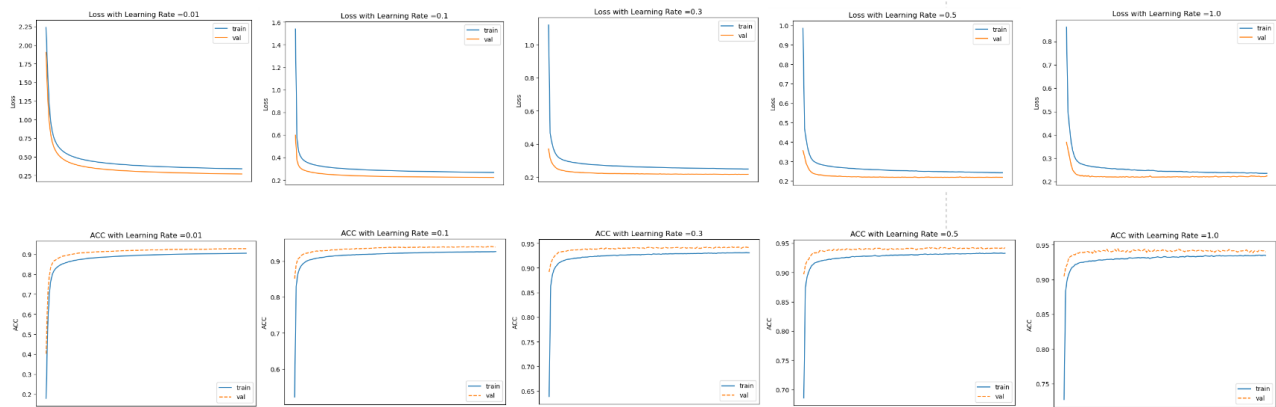 Loss with Learning Rate =0.01
2.25
2.00
1.75
1.50
1.25
1.00
0.75
0.50
0.25
Loss
train
val
Loss with Learning Rate =0.1
1.6
1.4
1.2
1.0
0.8
0.6
0.4
0.2
Loss
train
val
Loss with Learning Rate =0.3
1.0
0.8
0.6
0.4
0.2
Loss
train
val
Loss with Learning Rate =0.5
1.0
0.9
0.8
0.7
0.6
0.5
0.4
0.3
0.2
Loss
train
val
Loss with Learning Rate =1.0
0.8
0.7
0.6
0.5
0.4
0.3
0.2
Loss
train
val
ACC with Learning Rate =0.01
0.9
0.8
0.7
0.6
0.5
0.4
0.3
0.2
ACC
train
val
ACC with Learning Rate =0.1
0.9
0.8
0.7
0.6
ACC
train
val
ACC with Learning Rate =0.3
0.95
0.90
0.85
0.80
0.75
0.70
0.65
ACC
train
val
ACC with Learning Rate =0.5
0.95
0.90
0.85
0.80
0.75
0.70
ACC
train
val
ACC with Learning Rate =1.0
0.95
0.90
0.85
0.80
0.75
ACC
train
val